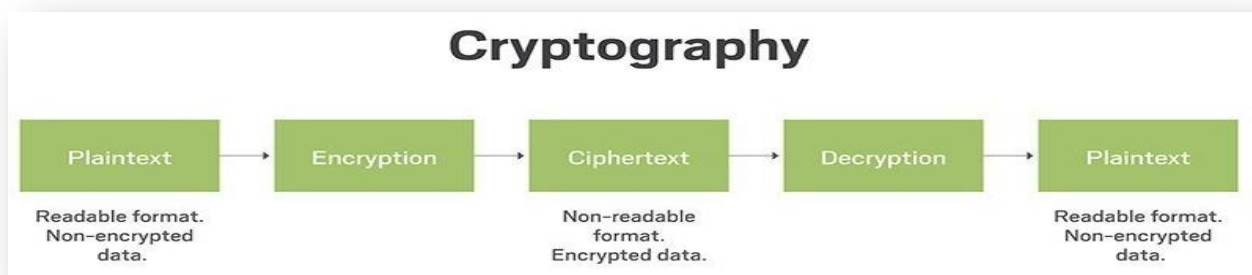 Cryptography
Plaintext
Encryption
Ciphertext
Decryption
Plaintext
Readable format.
Non-encrypted
data.
Non-readable
format.
Encrypted data.
Readable format.
Non-encrypted
data.